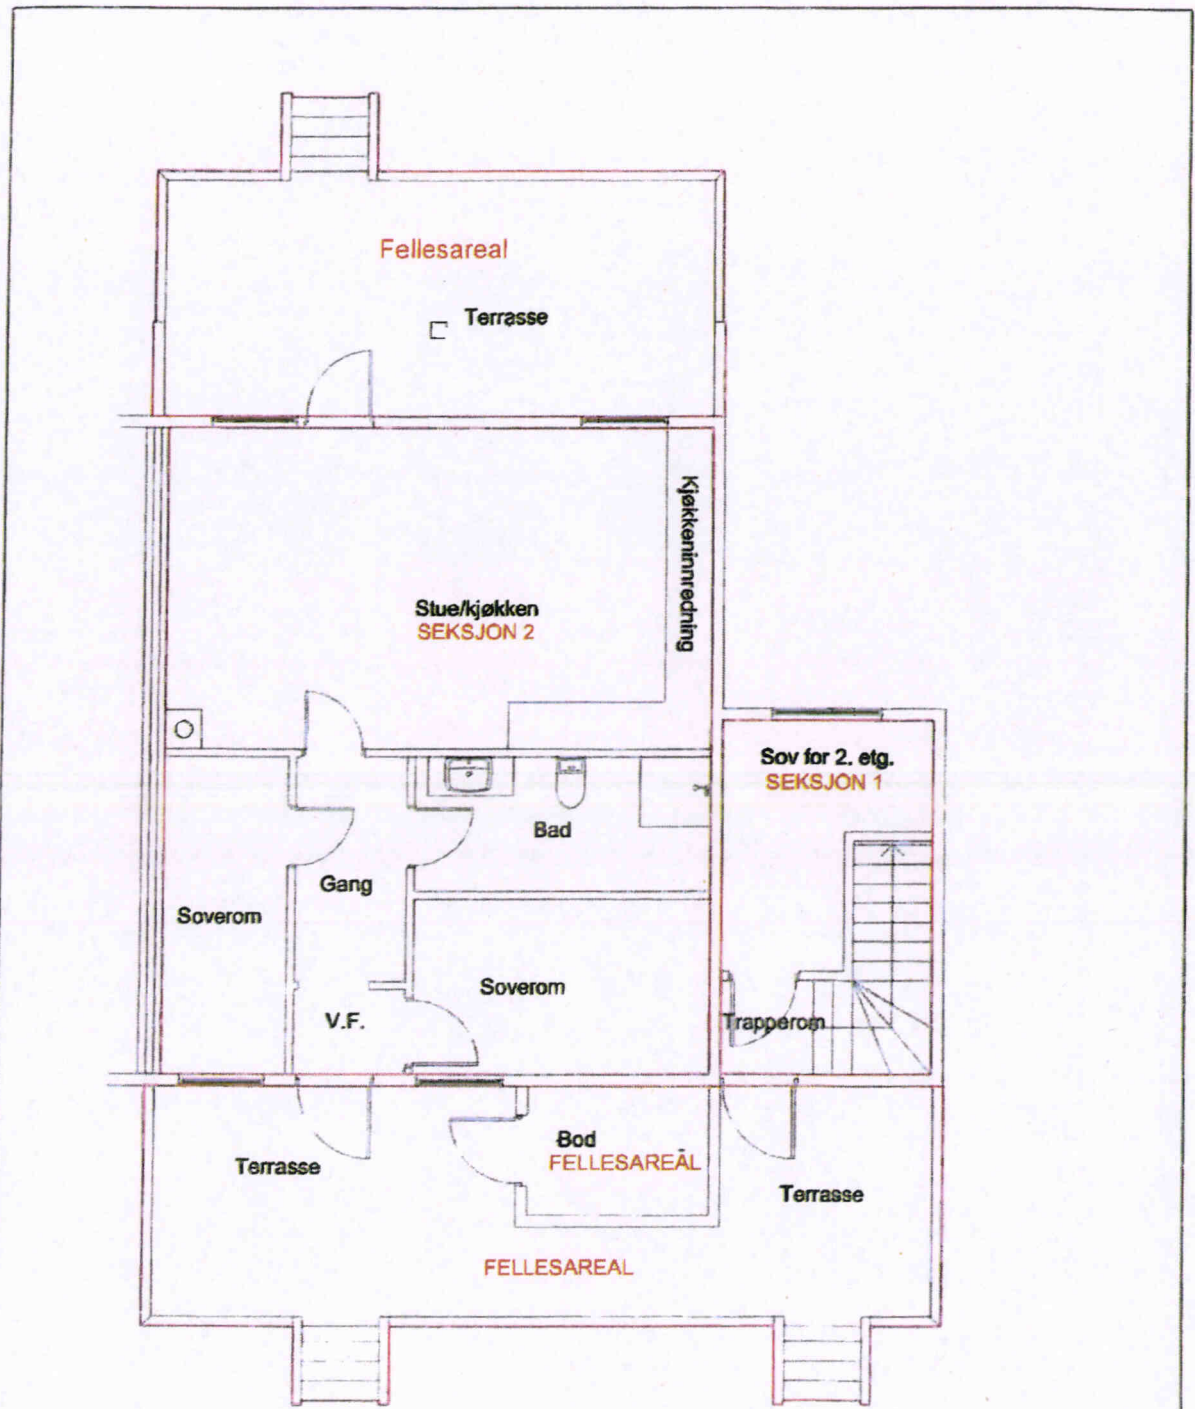 Fellesareal
Terrasse
Kjøkkeninnredning
Stue/kjøkken
SEKSJON 2
Sov for 2. etg.
SEKSJON 1
Bad
Gang
Soverom
Soverom
V.F.
Trapperom
Bod
FELLESAREAL
Terrasse
Terrasse
FELLESAREAL